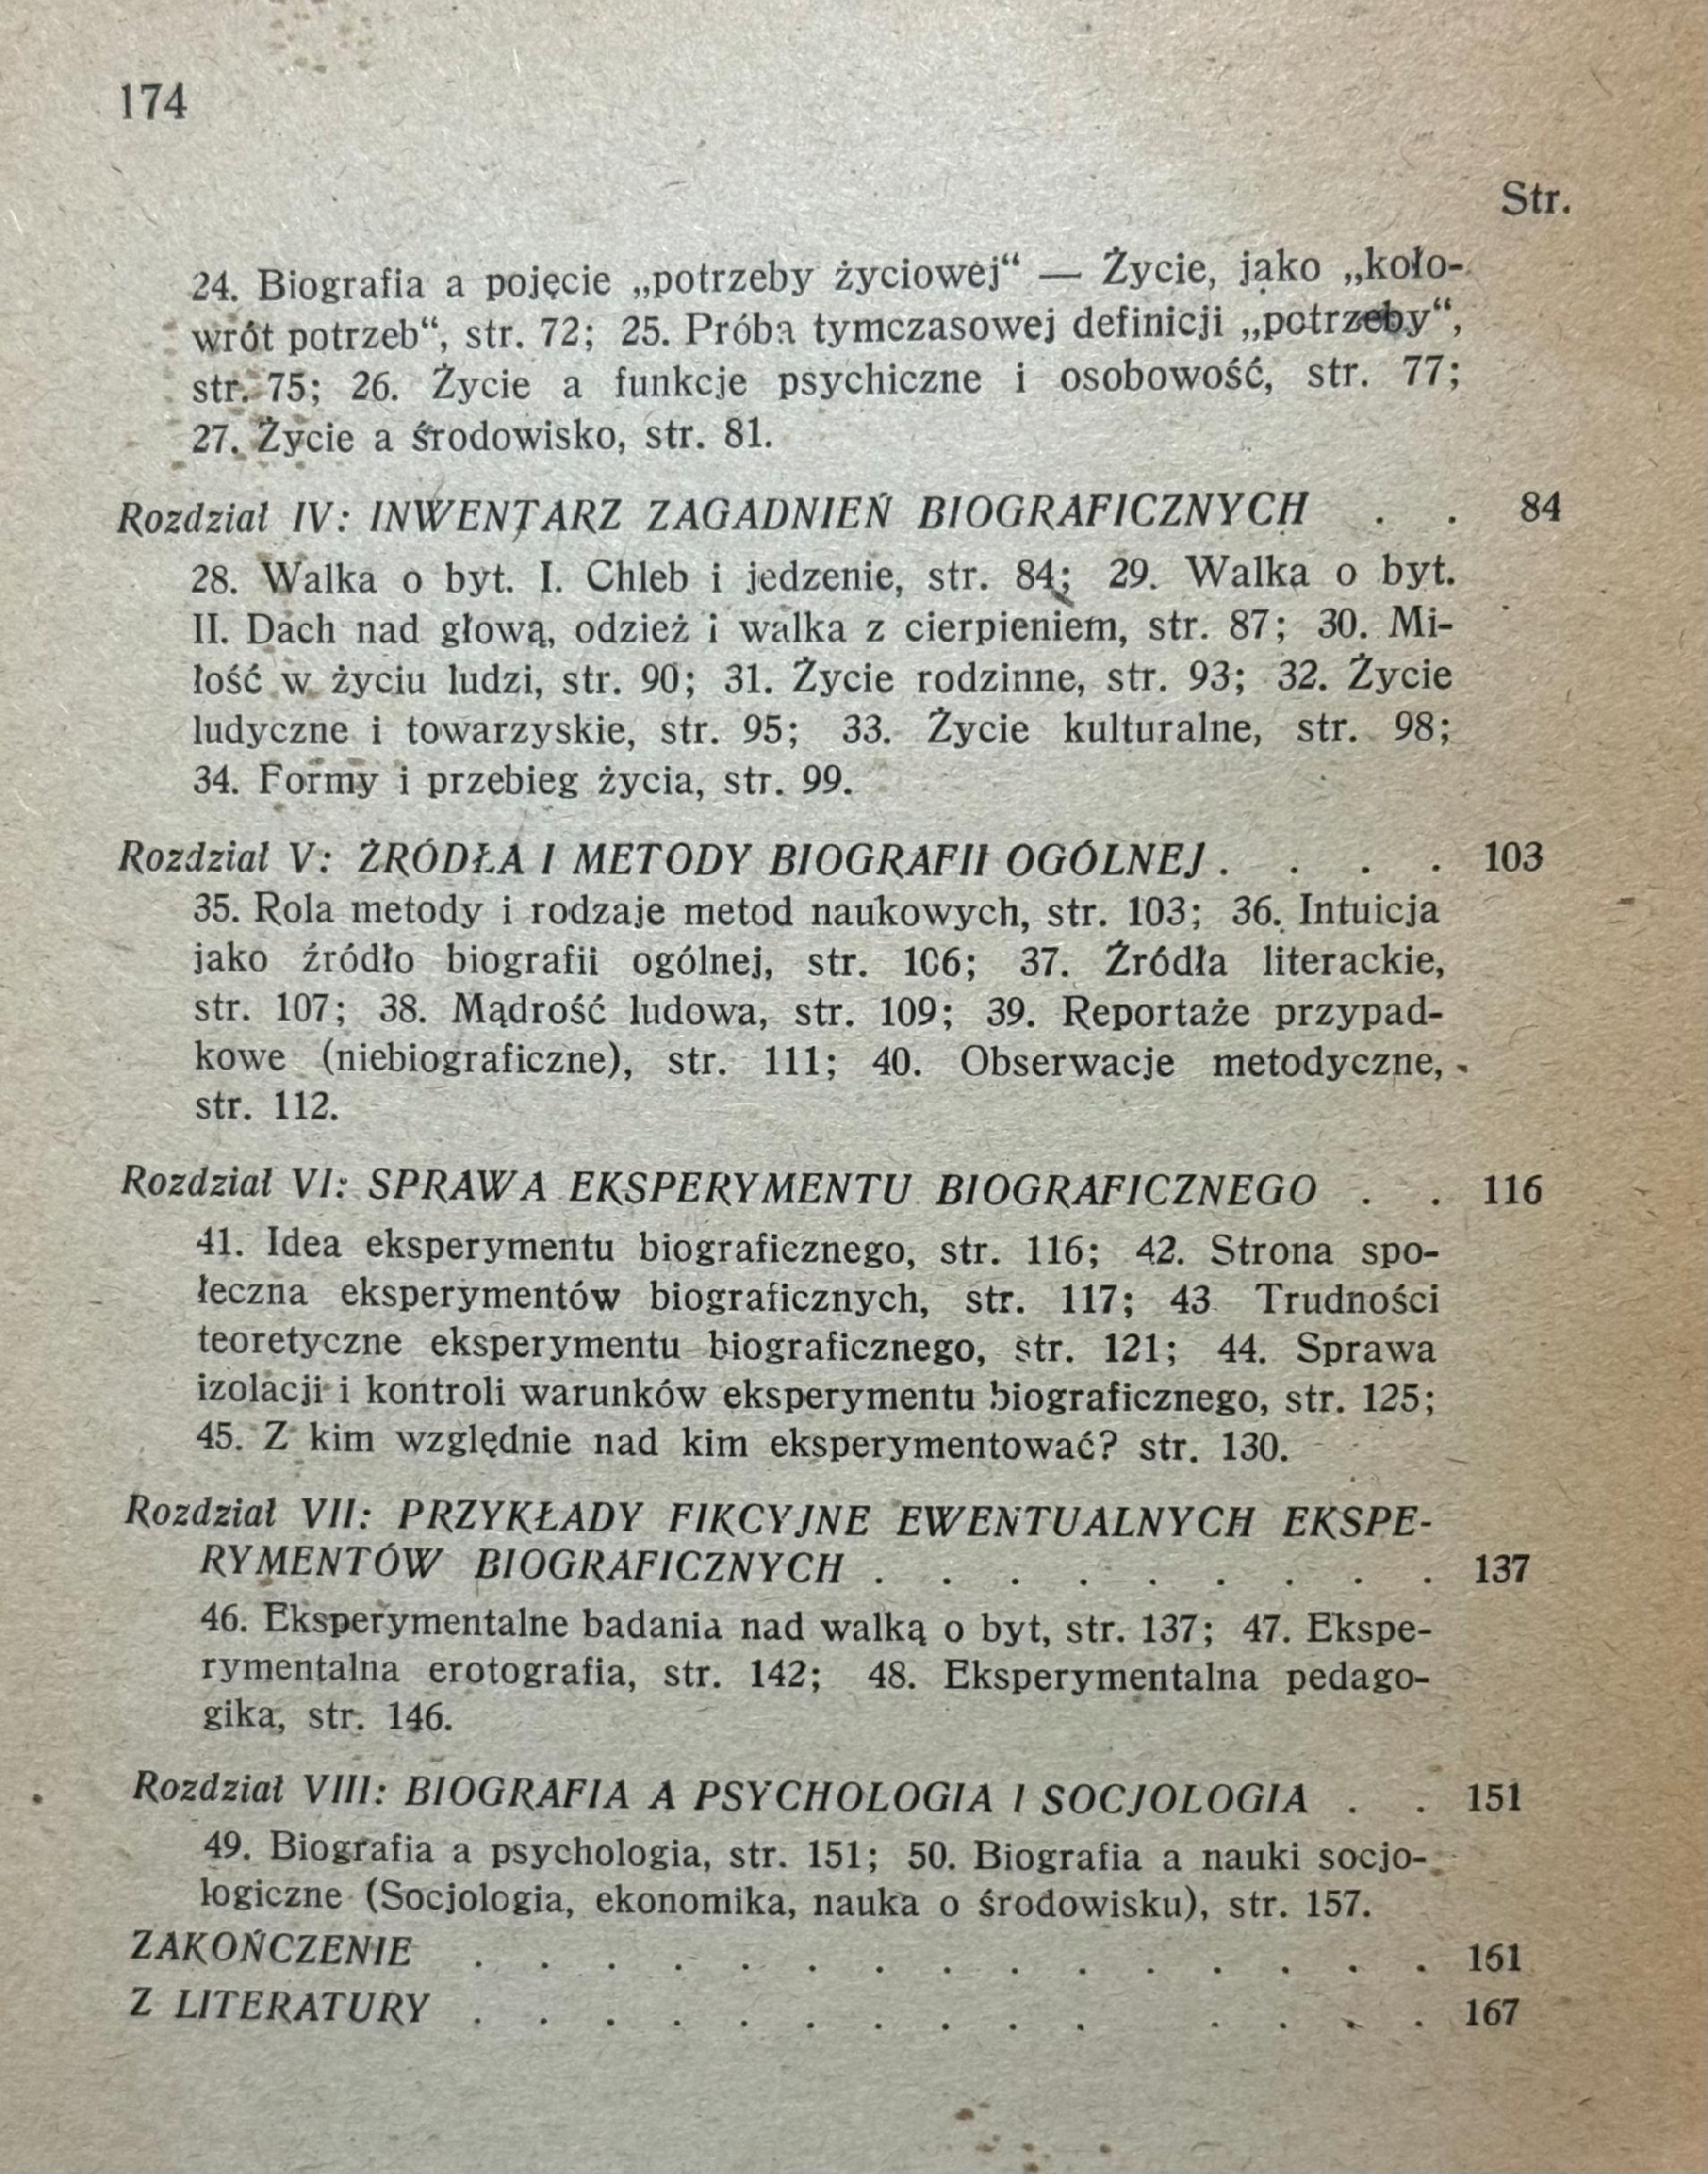 174
Str.
24. Biografia a pojęcie „potrzeby życiowej“ — Życie, jako „koło-
wrót potrzeb“, str. 72; 25. Próba tymczasowej definicji „potrzeby“,
str. 75; 26. Życie a funkcje psychiczne i osobowość, str. 77;
27. Życie a środowisko, str. 81.
Rozdział IV: INWENTARZ ZAGADNIEŃ BIOGRAFICZNYCH . . 84
28. Walka o byt. I. Chleb i jedzenie, str. 84; 29. Walka o byt.
II. Dach nad głową, odzież i walka z cierpieniem, str. 87; 30. Mi-
łość w życiu ludzi, str. 90; 31. Życie rodzinne, str. 93; 32. Życie
ludyczne i towarzyskie, str. 95; 33. Życie kulturalne, str. 98;
34. Formy i przebieg życia, str. 99.
Rozdział V: ŻRÓDŁA I METODY BIOGRAFII OGÓLNEJ . . . . 103
35. Rola metody i rodzaje metod naukowych, str. 103; 36. Intuicja
jako źródło biografii ogólnej, str. 106; 37. Źródła literackie,
str. 107; 38. Mądrość ludowa, str. 109; 39. Reportaże przypad-
kowe (niebiograficzne), str. 111; 40. Obserwacje metodyczne,
str. 112.
Rozdział VI: SPRAWA EKSPERYMENTU BIOGRAFICZNEGO . . 116
41. Idea eksperymentu biograficznego, str. 116; 42. Strona spo-
łeczna eksperymentów biograficznych, str. 117; 43 Trudności
teoretyczne eksperymentu biograficznego, str. 121; 44. Sprawa
izolacji i kontroli warunków eksperymentu biograficznego, str. 125;
45. Z kim względnie nad kim eksperymentować? str. 130.
Rozdział VII: PRZYKŁADY FIKCYJNE EWENTUALNYCH EKSPE-
RYMENTÓW BIOGRAFICZNYCH . . . . . . . . . 137
46. Eksperymentalne badania nad walką o byt, str. 137; 47. Ekspe-
rymentalna erotografia, str. 142; 48. Eksperymentalna pedago-
gika, str. 146.
Rozdział VIII: BIOGRAFIA A PSYCHOLOGIA I SOCJOLOGIA . . 151
49. Biografia a psychologia, str. 151; 50. Biografia a nauki socjo-
logiczne (Socjologia, ekonomika, nauka o środowisku), str. 157.
ZAKOŃCZENIE . . . . . . . . . . . . . . . 161
Z LITERATURY . . . . . . . . . . . . . . 167